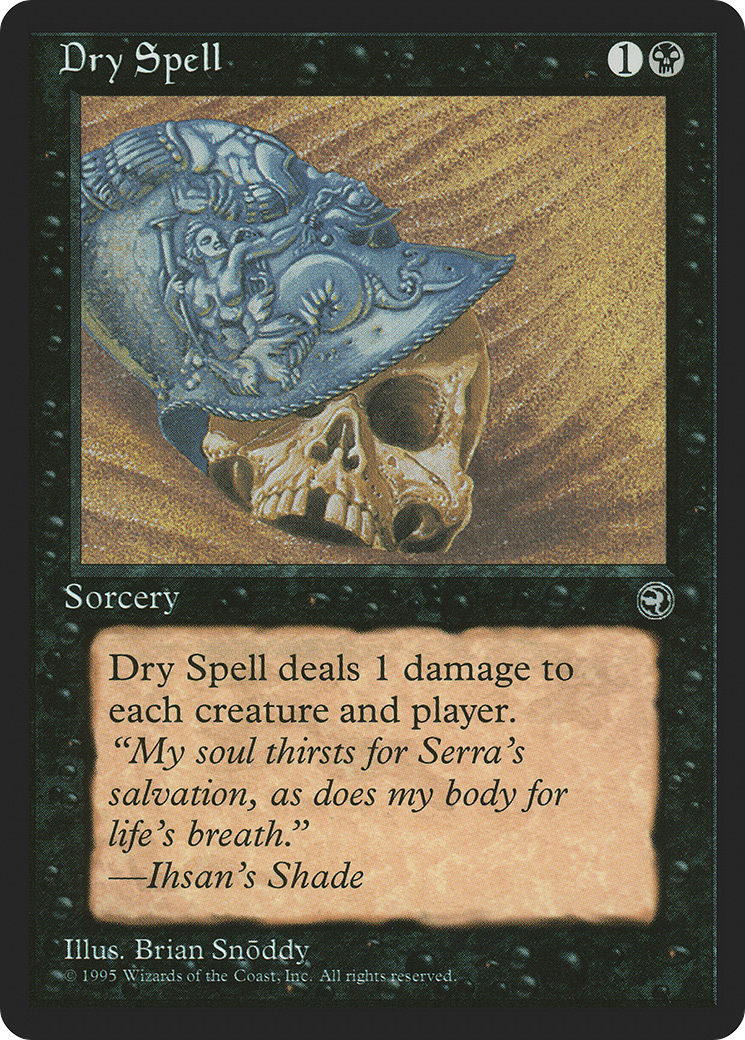 Dry Spell
1
Sorcery
Dry Spell deals 1 damage to
each creature and player.
“My soul thirsts for Serra’s
salvation, as does my body for
life’s breath.”
—Ihsan’s Shade
Illus. Brian Snōddy
© 1995 Wizards of the Coast, Inc. All rights reserved.